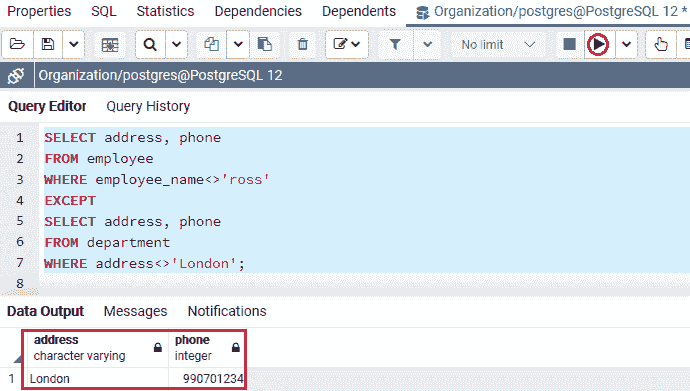 Properties SQL Statistics Dependencies Dependents Organization/postgres@PostgreSQL 12 *
No limit
Organization/postgres@PostgreSQL 12
Query Editor Query History
1 SELECT address, phone
2 FROM employee
3 WHERE employee_name<>'ross'
4 EXCEPT
5 SELECT address, phone
6 FROM department
7 WHERE address<>'London';
8
Data Output Messages Notifications
address phone
character varying integer
1 London 990701234